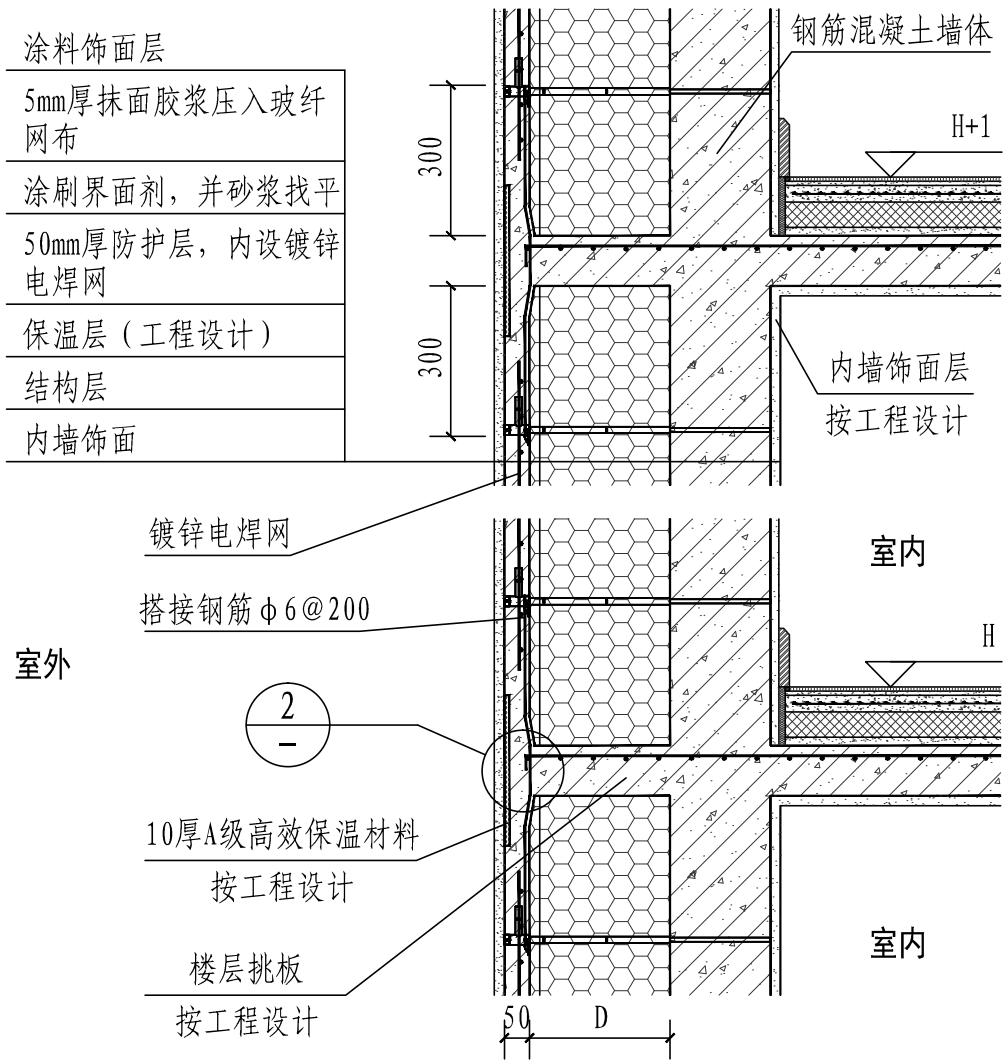 涂料饰面层
5mm厚抹面胶浆压入玻纤
网布
涂刷界面剂，并砂浆找平
50mm厚防护层，内设镀锌
电焊网
保温层（工程设计）
结构层
内墙饰面
钢筋混凝土墙体
H+1
300
300
内墙饰面层
按工程设计
镀锌电焊网
室内
搭接钢筋ϕ6@200
H
室外
2
–
10厚A级高效保温材料
按工程设计
室内
楼层挑板
按工程设计
50
D